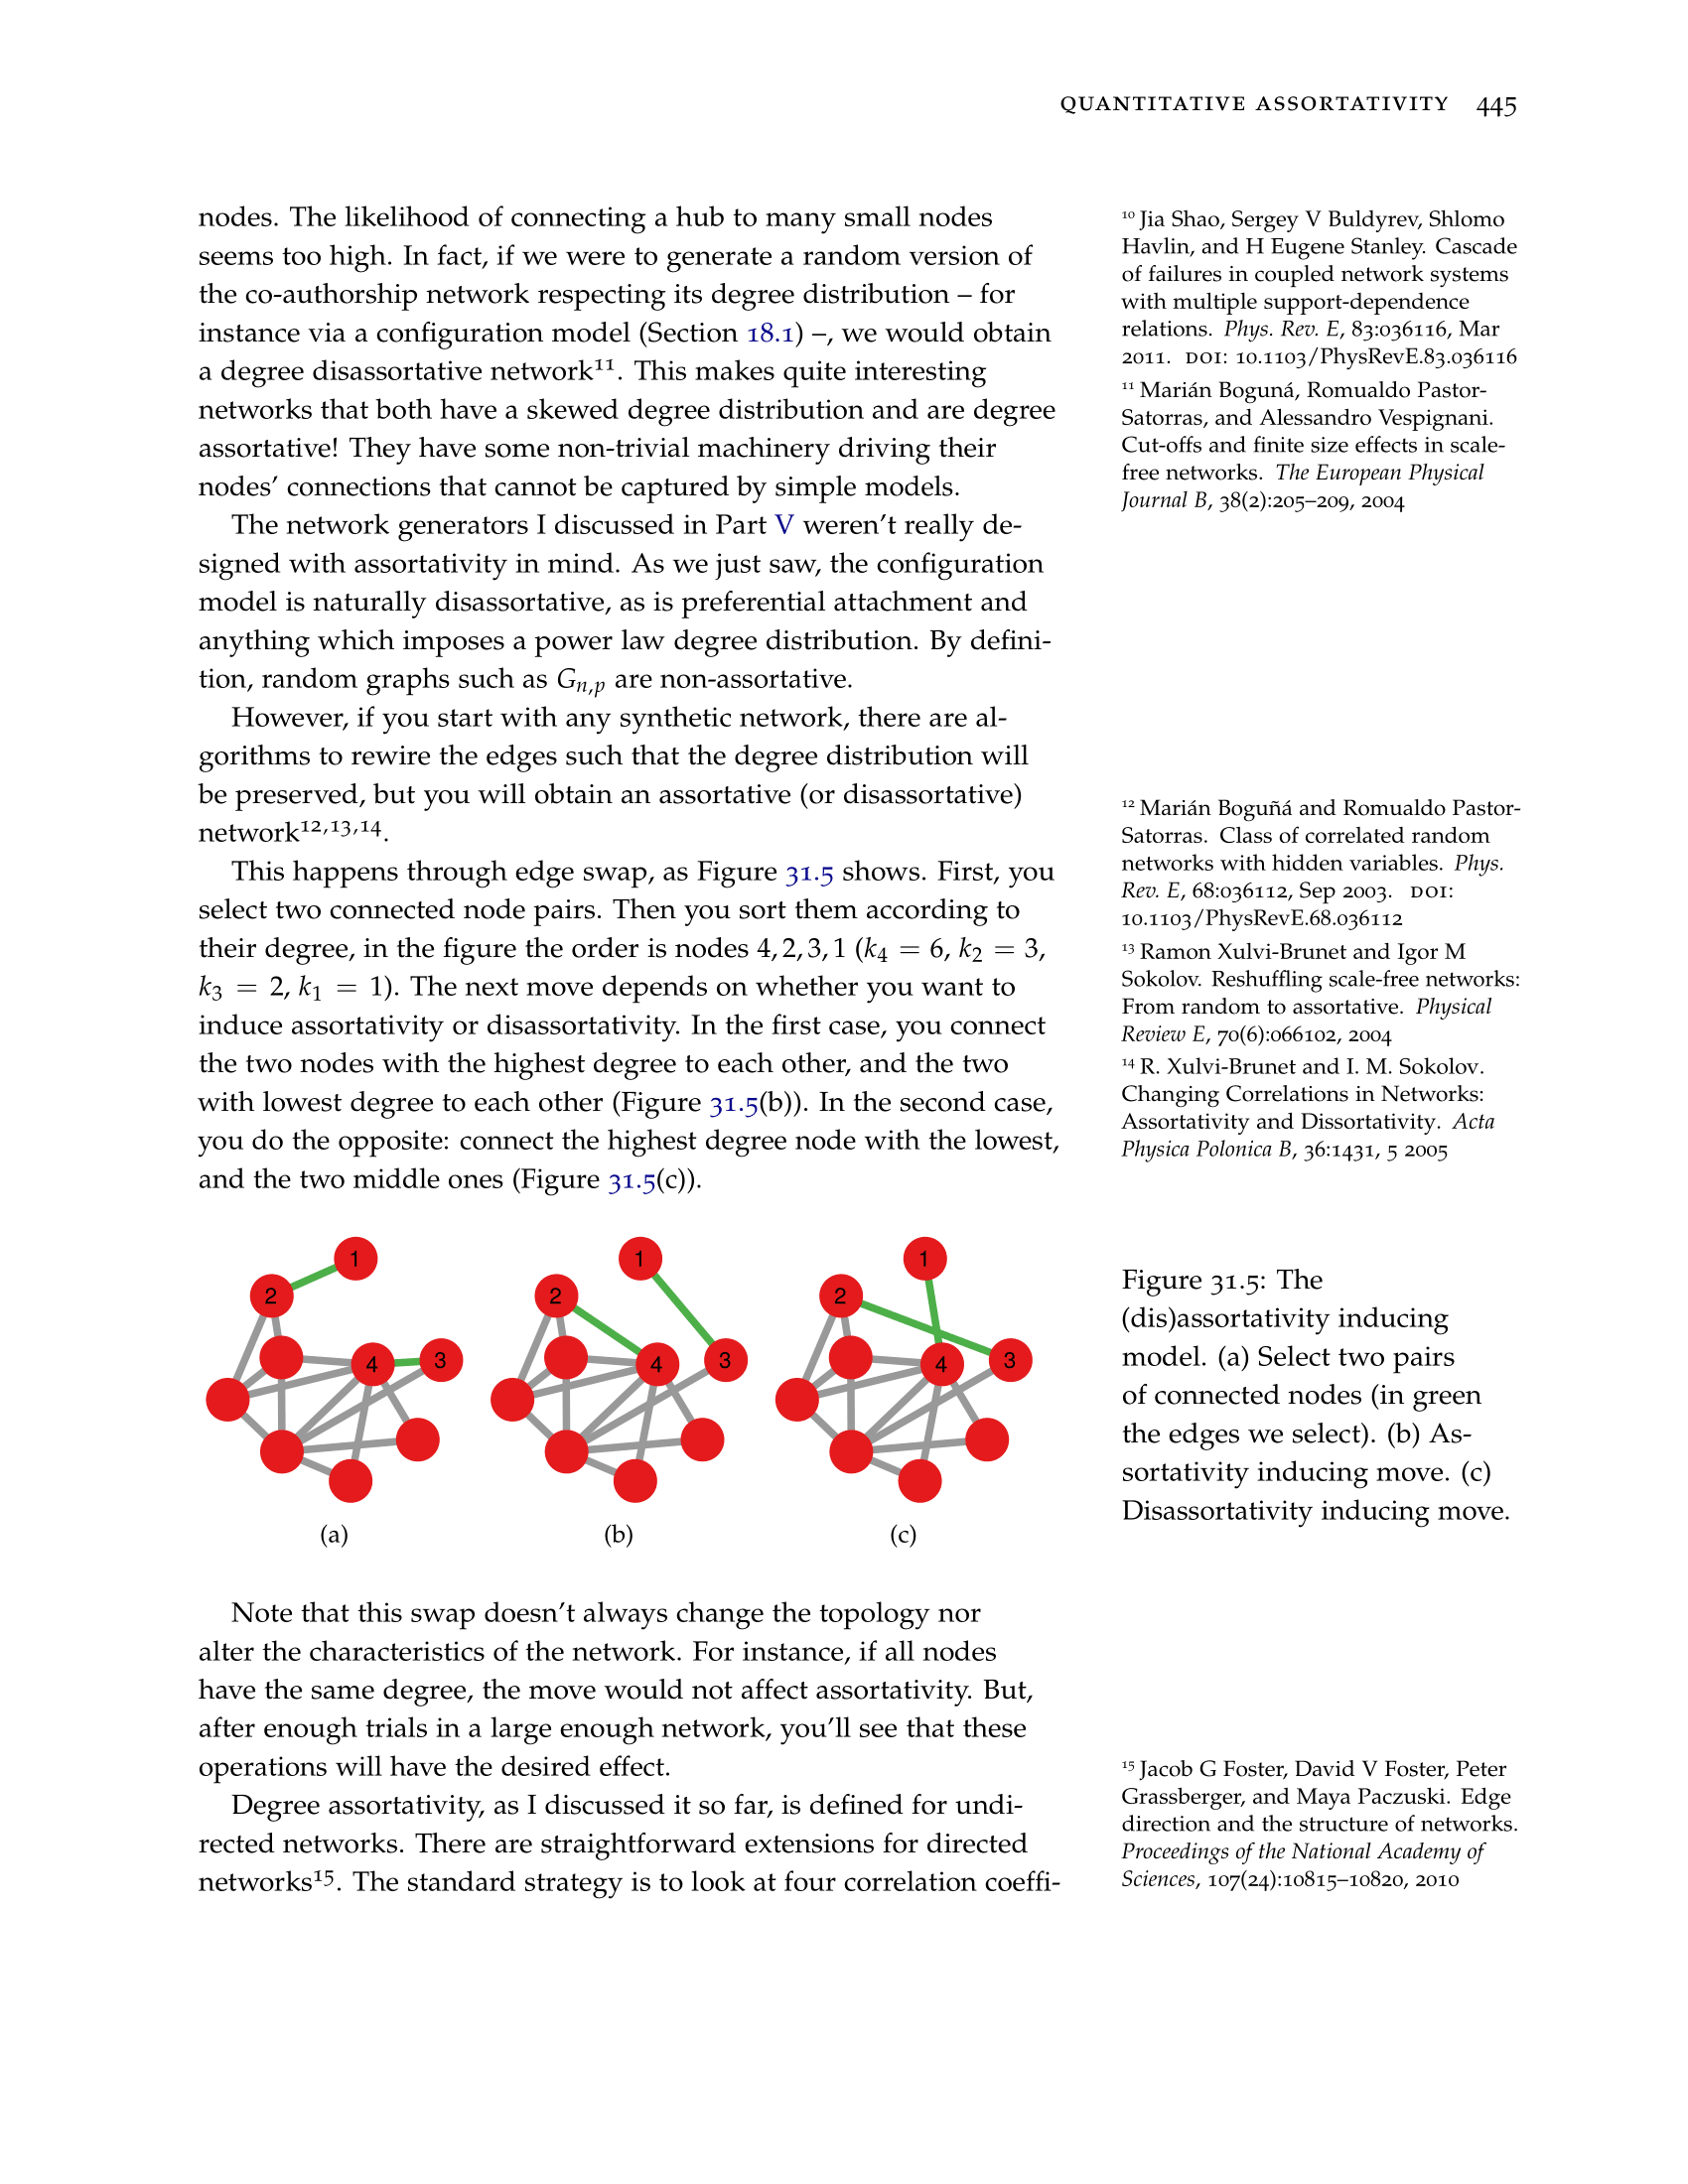 QUANTITATIVE ASSORTATIVITY 445
nodes. The likelihood of connecting a hub to many small nodes
seems too high. In fact, if we were to generate a random version of
the co-authorship network respecting its degree distribution – for
instance via a configuration model (Section 18.1) –, we would obtain
a degree disassortative network¹¹. This makes quite interesting
networks that both have a skewed degree distribution and are degree
assortative! They have some non-trivial machinery driving their
nodes’ connections that cannot be captured by simple models.
The network generators I discussed in Part V weren’t really de-
signed with assortativity in mind. As we just saw, the configuration
model is naturally disassortative, as is preferential attachment and
anything which imposes a power law degree distribution. By defini-
tion, random graphs such as Gₙ,ₚ are non-assortative.
However, if you start with any synthetic network, there are al-
gorithms to rewire the edges such that the degree distribution will
be preserved, but you will obtain an assortative (or disassortative)
network¹²,¹³,¹⁴.
This happens through edge swap, as Figure 31.5 shows. First, you
select two connected node pairs. Then you sort them according to
their degree, in the figure the order is nodes 4, 2, 3, 1 (k₄ = 6, k₂ = 3,
k₃ = 2, k₁ = 1). The next move depends on whether you want to
induce assortativity or disassortativity. In the first case, you connect
the two nodes with the highest degree to each other, and the two
with lowest degree to each other (Figure 31.5(b)). In the second case,
you do the opposite: connect the highest degree node with the lowest,
and the two middle ones (Figure 31.5(c)).
¹⁰ Jia Shao, Sergey V Buldyrev, Shlomo
Havlin, and H Eugene Stanley. Cascade
of failures in coupled network systems
with multiple support-dependence
relations. Phys. Rev. E, 83:036116, Mar
2011. DOI: 10.1103/PhysRevE.83.036116
¹¹ Marián Boguná, Romualdo Pastor-
Satorras, and Alessandro Vespignani.
Cut-offs and finite size effects in scale-
free networks. The European Physical
Journal B, 38(2):205–209, 2004
¹² Marián Boguñá and Romualdo Pastor-
Satorras. Class of correlated random
networks with hidden variables. Phys.
Rev. E, 68:036112, Sep 2003. DOI:
10.1103/PhysRevE.68.036112
¹³ Ramon Xulvi-Brunet and Igor M
Sokolov. Reshuffling scale-free networks:
From random to assortative. Physical
Review E, 70(6):066102, 2004
¹⁴ R. Xulvi-Brunet and I. M. Sokolov.
Changing Correlations in Networks:
Assortativity and Dissortativity. Acta
Physica Polonica B, 36:1431, 5 2005
1
2
4
3
(a)
1
2
4
3
(b)
1
2
4
3
(c)
Figure 31.5: The
(dis)assortativity inducing
model. (a) Select two pairs
of connected nodes (in green
the edges we select). (b) As-
sortativity inducing move. (c)
Disassortativity inducing move.
Note that this swap doesn’t always change the topology nor
alter the characteristics of the network. For instance, if all nodes
have the same degree, the move would not affect assortativity. But,
after enough trials in a large enough network, you’ll see that these
operations will have the desired effect.
Degree assortativity, as I discussed it so far, is defined for undi-
rected networks. There are straightforward extensions for directed
networks¹⁵. The standard strategy is to look at four correlation coeffi-
¹⁵ Jacob G Foster, David V Foster, Peter
Grassberger, and Maya Paczuski. Edge
direction and the structure of networks.
Proceedings of the National Academy of
Sciences, 107(24):10815–10820, 2010